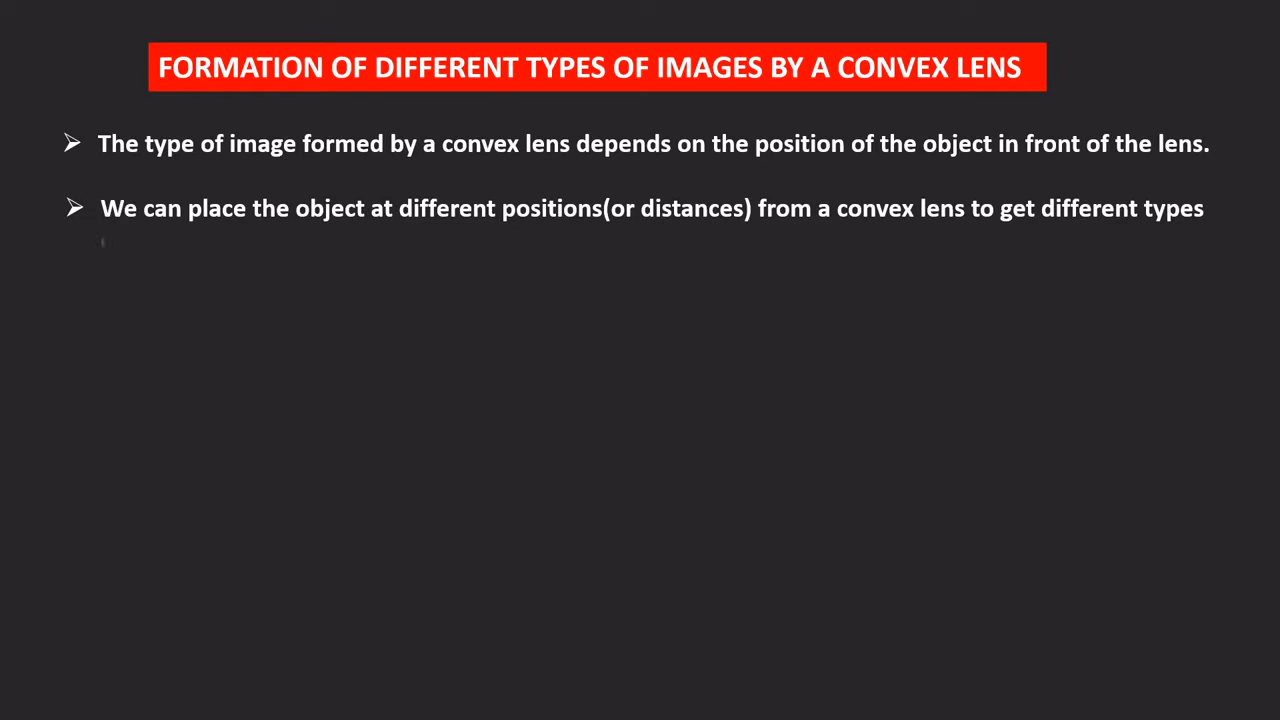 FORMATION OF DIFFERENT TYPES OF IMAGES BY A CONVEX LENS
The type of image formed by a convex lens depends on the position of the object in front of the lens.
We can place the object at different positions(or distances) from a convex lens to get different types